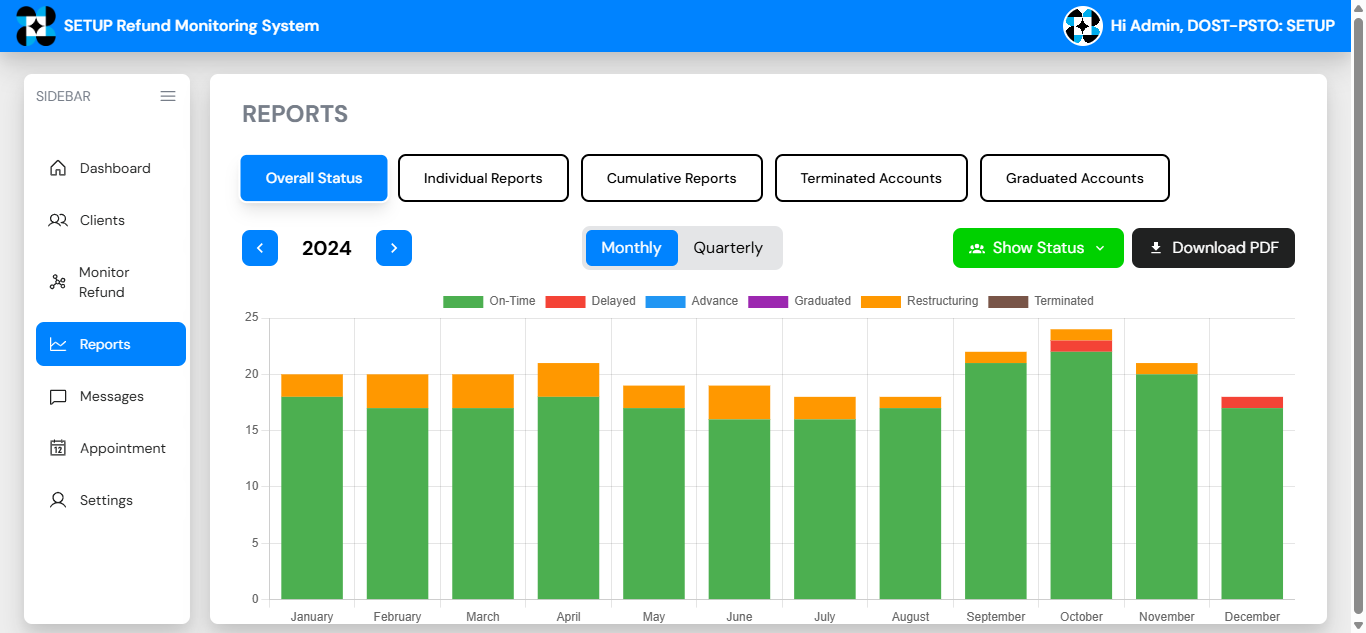 SETUP Refund Monitoring System
Hi Admin, DOST-PSTO: SETUP
SIDEBAR
Dashboard
Clients
Monitor
Refund
Reports
Messages
12
Appointment
Settings
REPORTS
Overall Status
Individual Reports
Cumulative Reports
Terminated Accounts
Graduated Accounts
2024
Monthly
Quarterly
Show Status
Download PDF
On-Time Delayed Advance Graduated Restructuring Terminated
25
20
15
10
5
0
January February March April May June July August September October November December